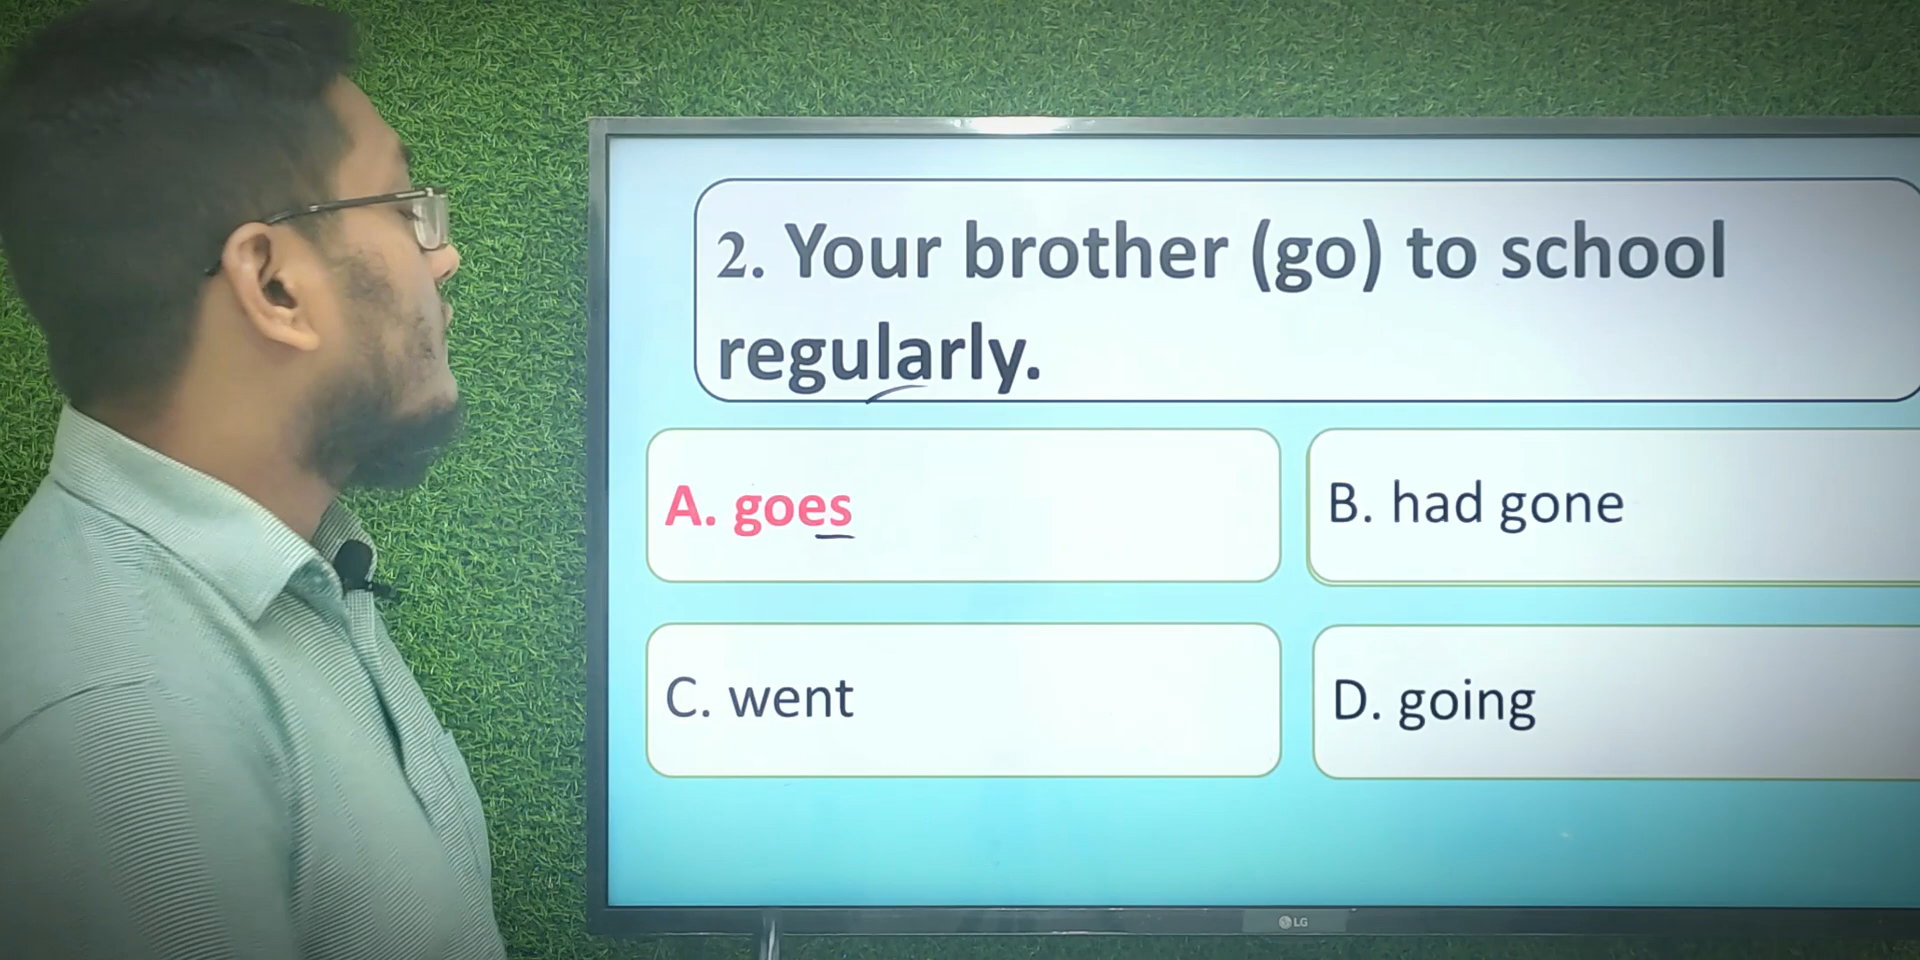 2. Your brother (go) to school
regularly.
A. goes
B. had gone
C. went
D. going
LG